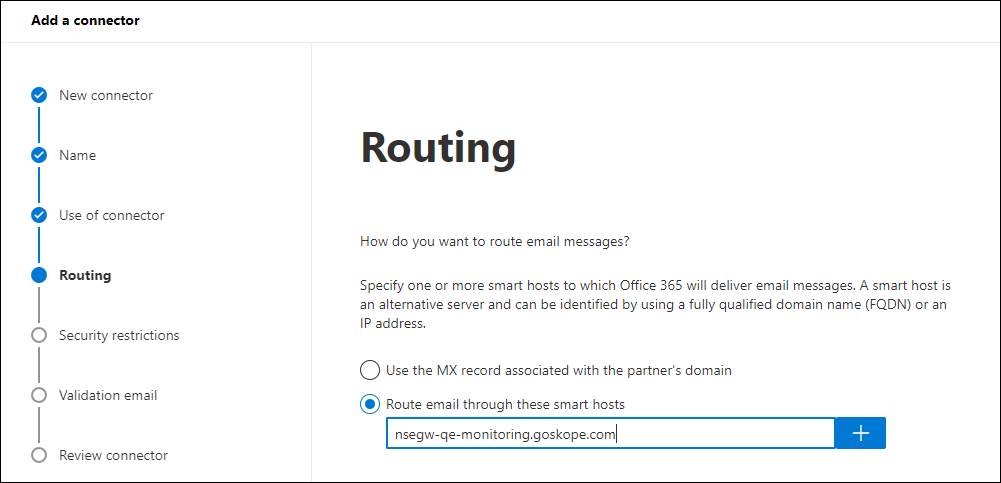 Add a connector
New connector
Name
Use of connector
Routing
Security restrictions
Validation email
Review connector
Routing
How do you want to route email messages?
Specify one or more smart hosts to which Office 365 will deliver email messages. A smart host is
an alternative server and can be identified by using a fully qualified domain name (FQDN) or an
IP address.
Use the MX record associated with the partner's domain
Route email through these smart hosts
nsegw-qe-monitoring.goskope.com